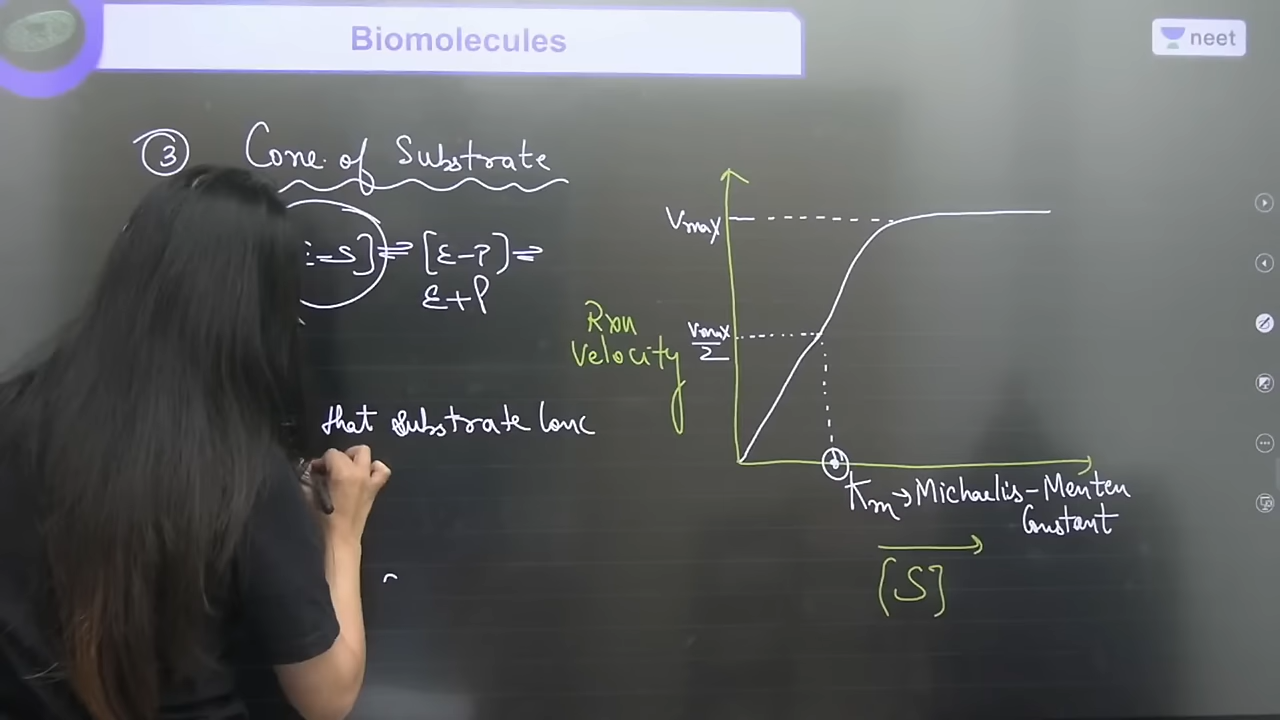 Biomolecules
neet
③ Conc. of Substrate
–S] ⇌ [E–P] ⇌
E+P
that substrate Conc
Vmax
Vmax/2
Rxn
Velocity
Km → Michaelis–Menten
Constant
[S]